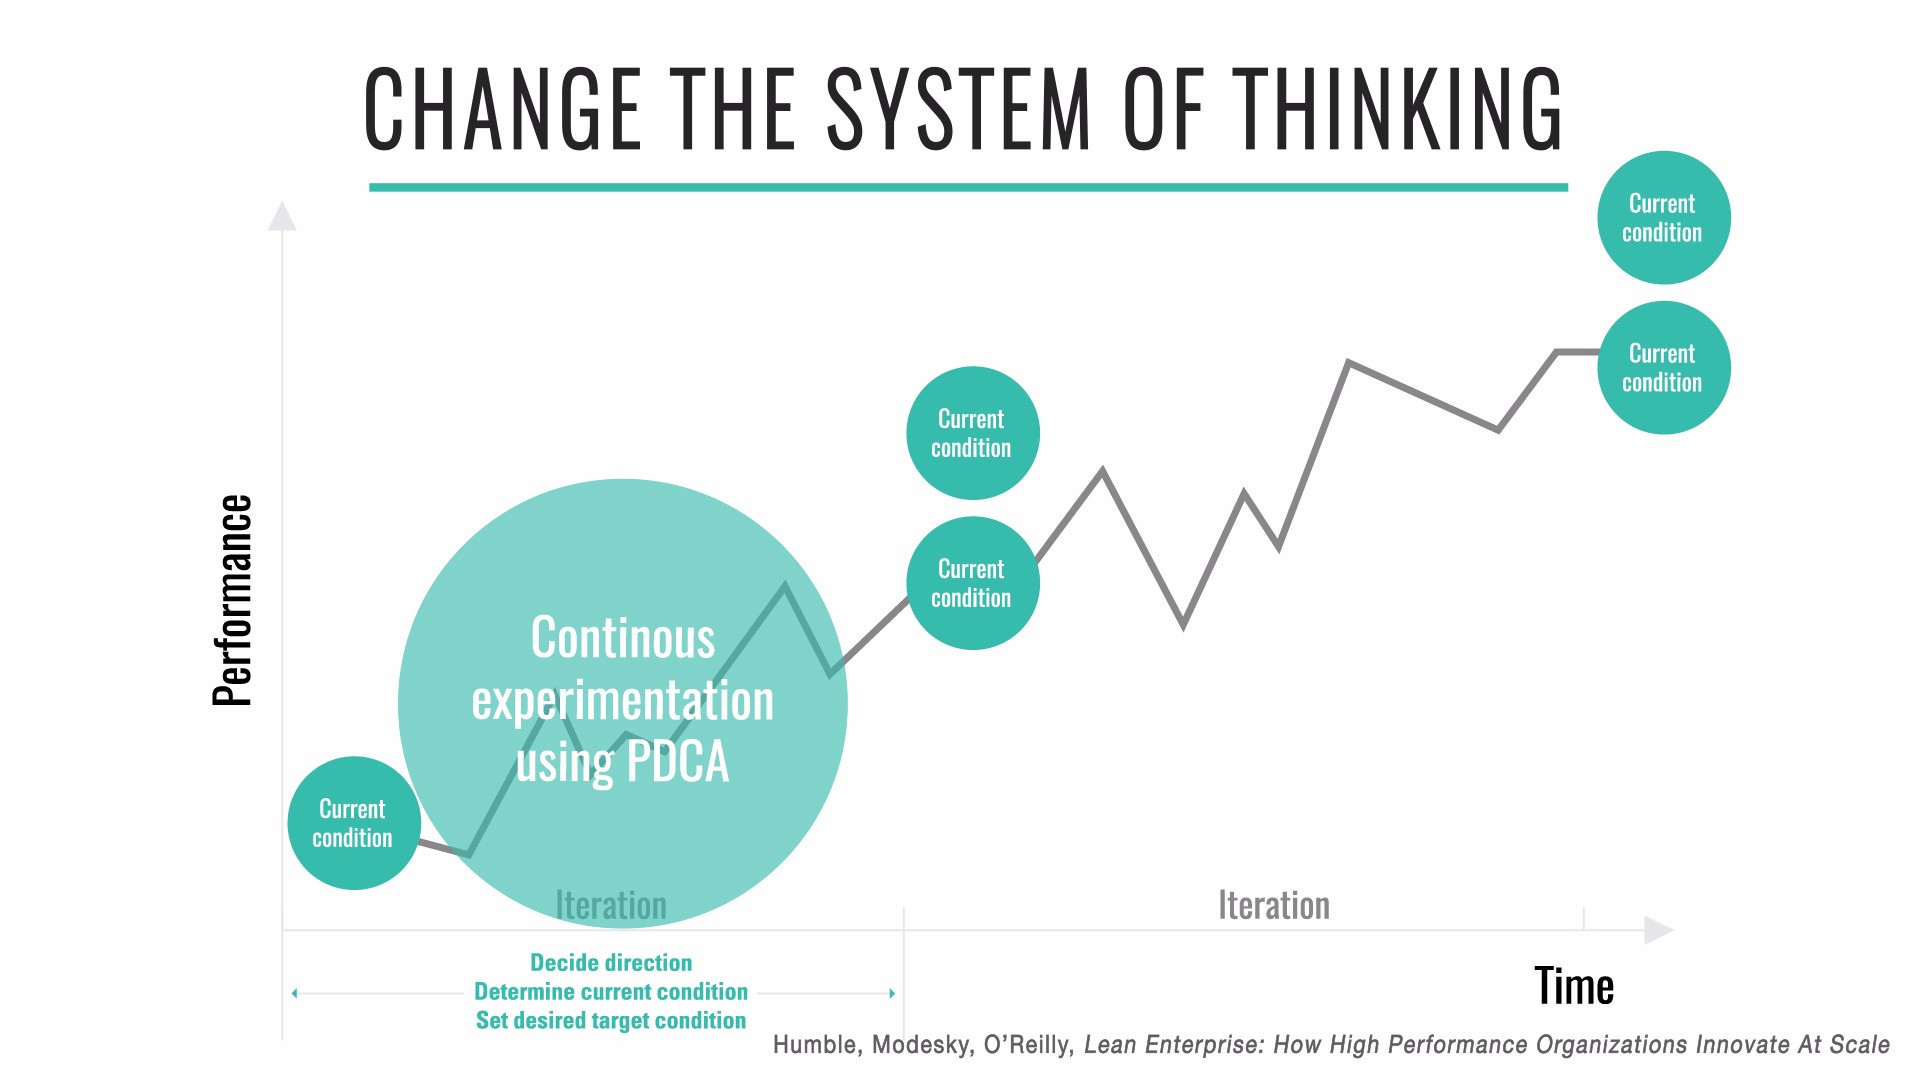 CHANGE THE SYSTEM OF THINKING
Current
condition
Current
condition
Current
condition
Current
condition
Performance
Continous
experimentation
using PDCA
Current
condition
Iteration
Iteration
Decide direction
Determine current condition
Set desired target condition
Time
Humble, Modesky, O’Reilly, Lean Enterprise: How High Performance Organizations Innovate At Scale